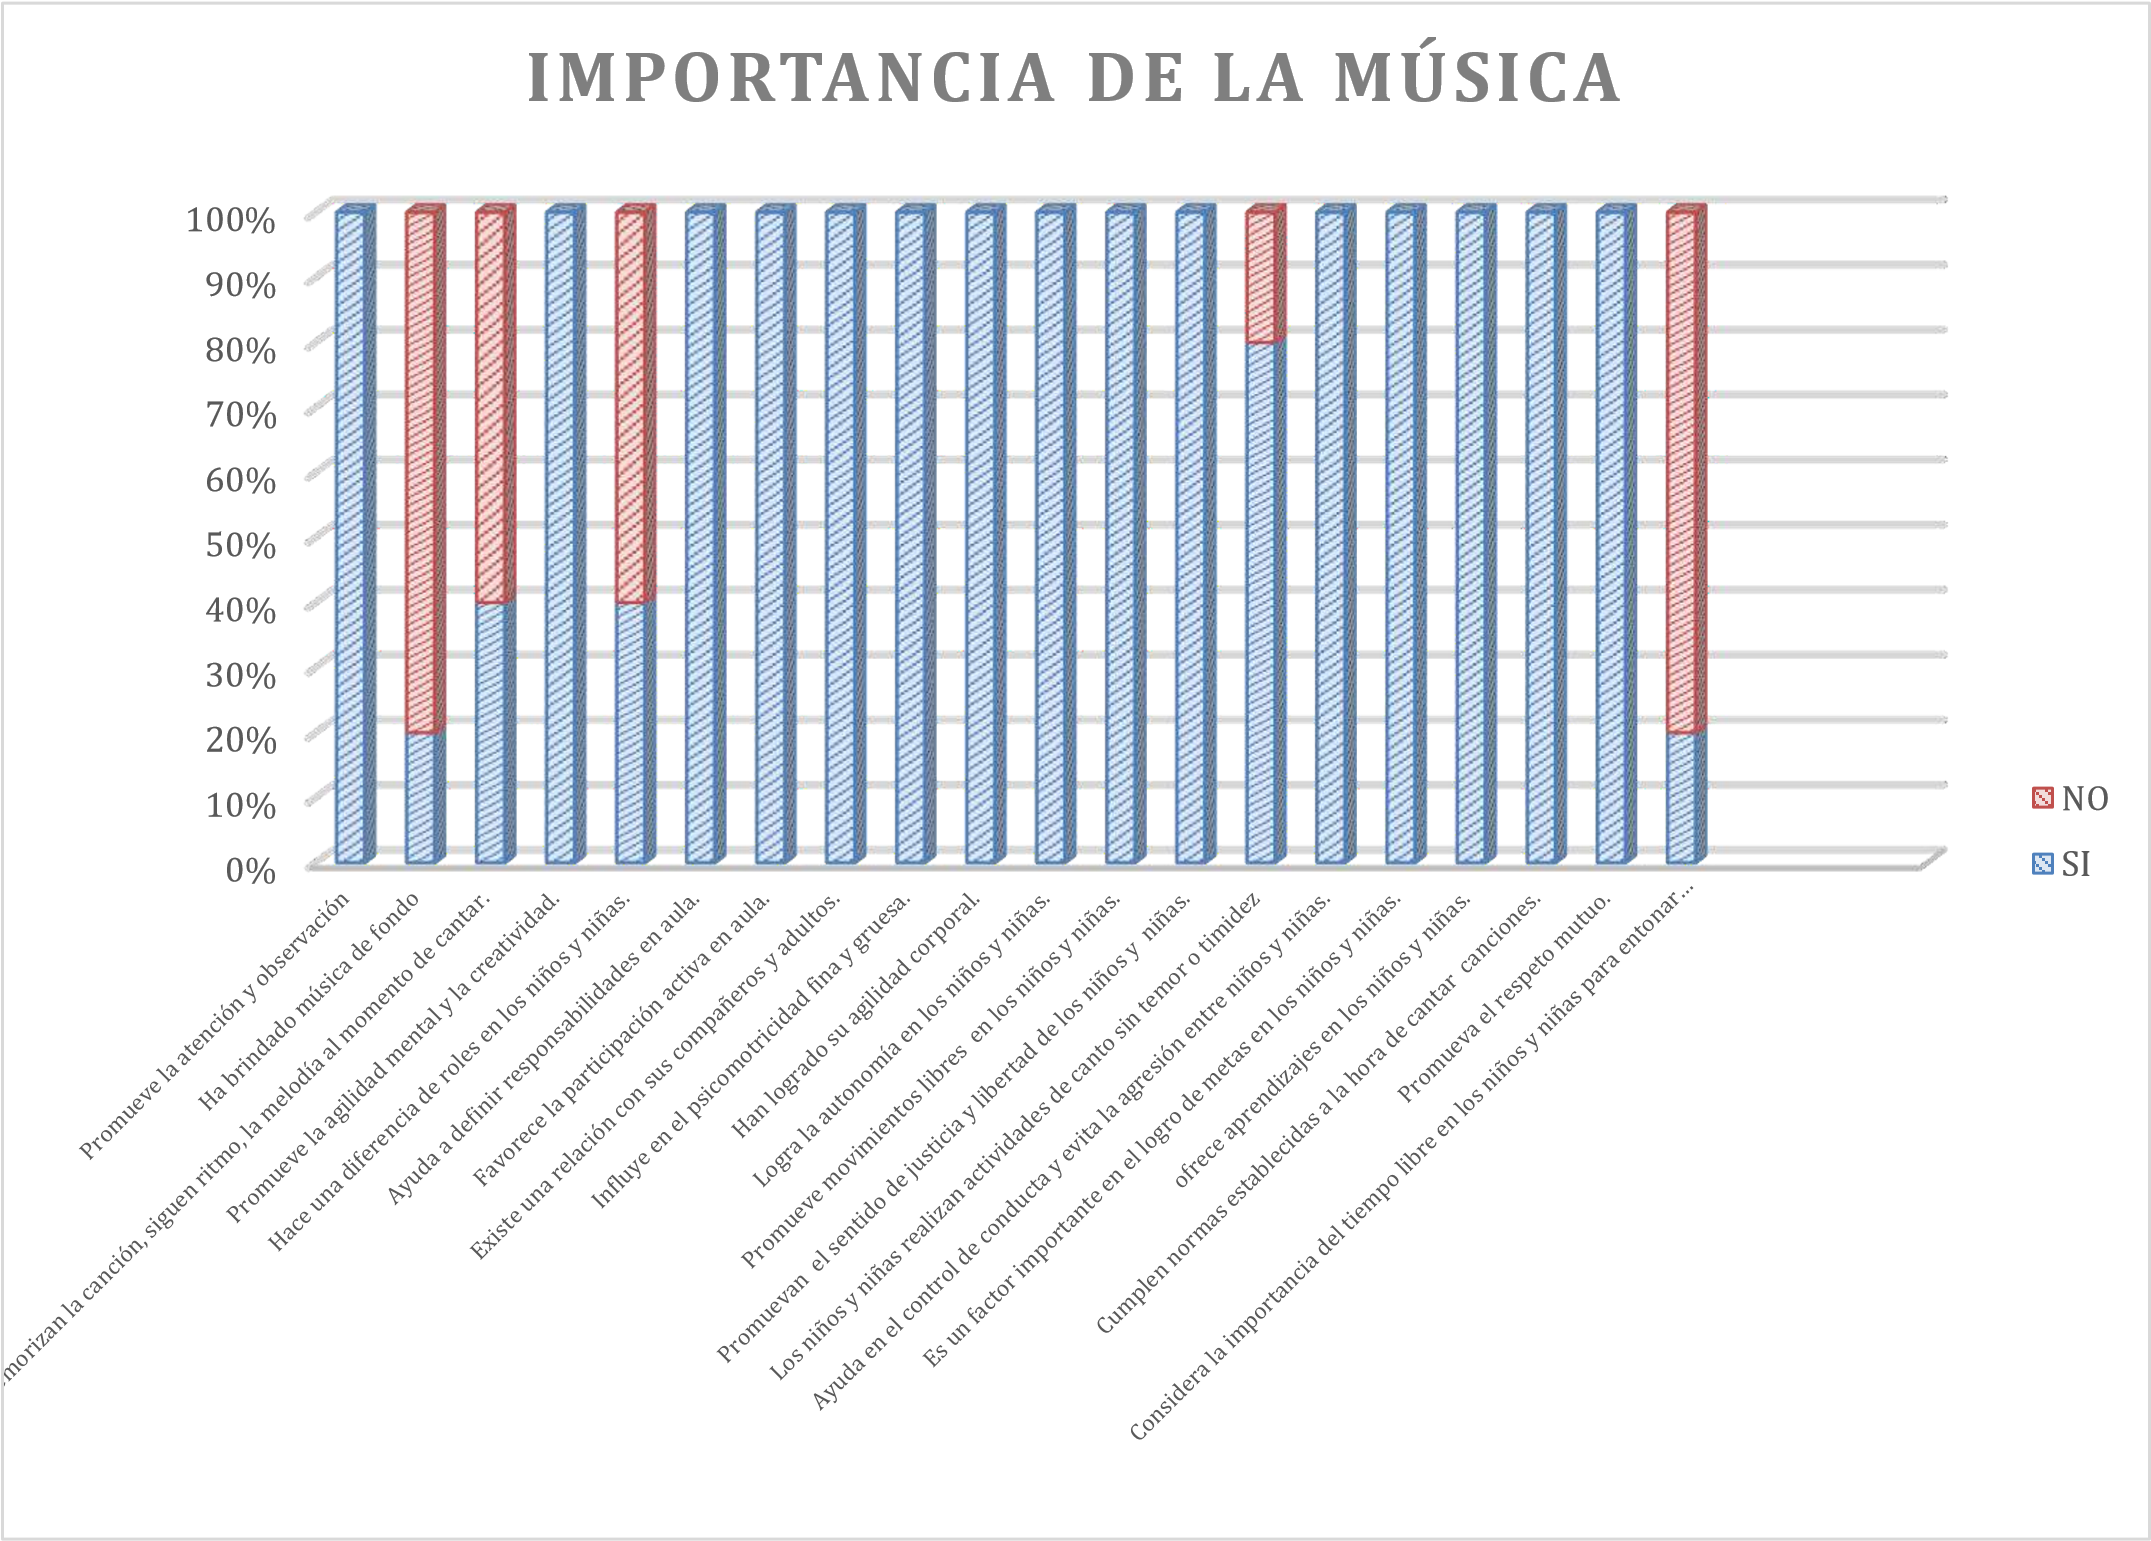 IMPORTANCIA DE LA MÚSICA
100%
90%
80%
70%
60%
50%
40%
30%
20%
10%
0%
Promueve la atención y observación
Ha brindado música de fondo
morizan la canción, siguen ritmo, la melodía al momento de cantar.
Promueve la agilidad mental y la creatividad.
Hace una diferencia de roles en los niños y niñas.
Ayuda a definir responsabilidades en aula.
Favorece la participación activa en aula.
Existe una relación con sus compañeros y adultos.
Influye en el psicomotricidad fina y gruesa.
Han logrado su agilidad corporal.
Logra la autonomía en los niños y niñas.
Promueve movimientos libres en los niños y niñas.
Promuevan el sentido de justicia y libertad de los niños y niñas.
Los niños y niñas realizan actividades de canto sin temor o timidez
Ayuda en el control de conducta y evita la agresión entre niños y niñas.
Es un factor importante en el logro de metas en los niños y niñas.
ofrece aprendizajes en los niños y niñas.
Cumplen normas establecidas a la hora de cantar canciones.
Promueva el respeto mutuo.
Considera la importancia del tiempo libre en los niños y niñas para entonar...
NO
SI